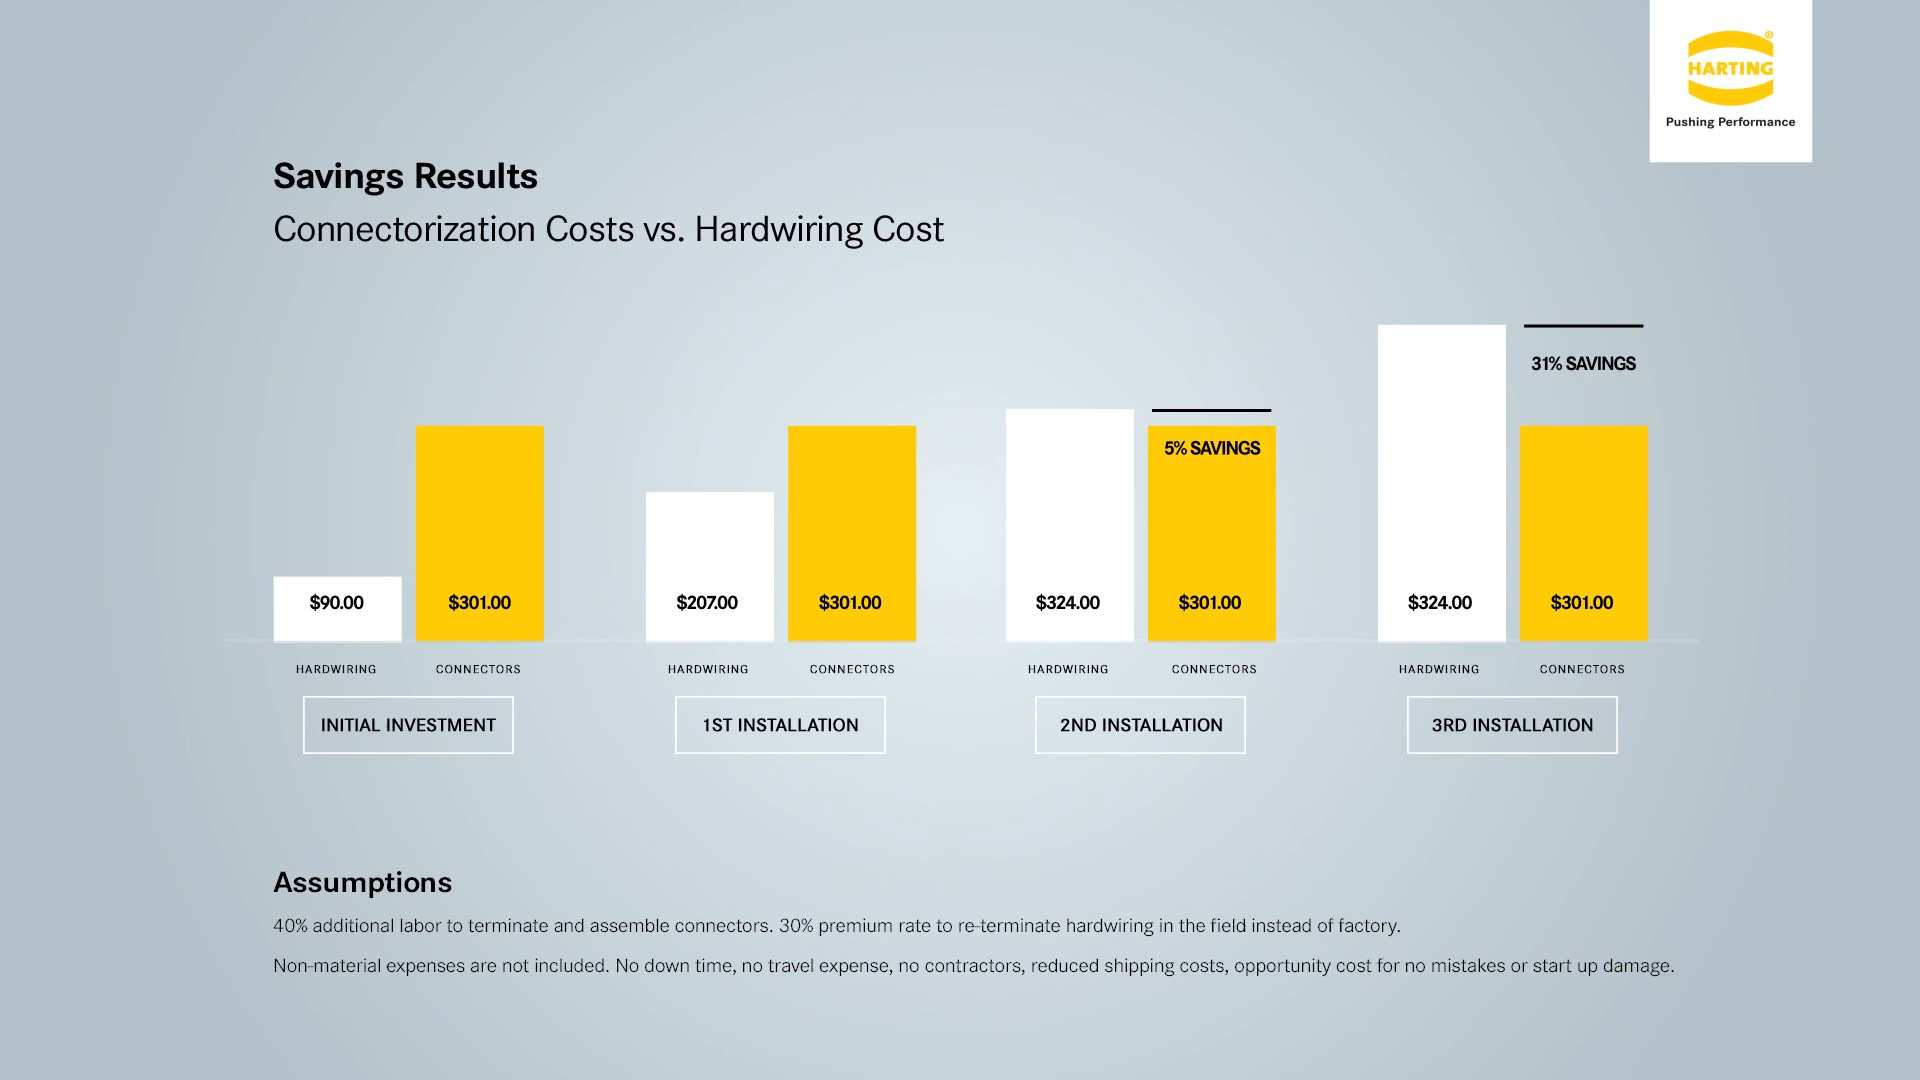 HARTING®
Pushing Performance
Savings Results
Connectorization Costs vs. Hardwiring Cost
31% SAVINGS
5% SAVINGS
$90.00 $301.00 $207.00 $301.00 $324.00 $301.00 $324.00 $301.00
HARDWIRING CONNECTORS HARDWIRING CONNECTORS HARDWIRING CONNECTORS HARDWIRING CONNECTORS
INITIAL INVESTMENT 1ST INSTALLATION 2ND INSTALLATION 3RD INSTALLATION
Assumptions
40% additional labor to terminate and assemble connectors. 30% premium rate to re-terminate hardwiring in the field instead of factory.
Non-material expenses are not included. No down time, no travel expense, no contractors, reduced shipping costs, opportunity cost for no mistakes or start up damage.